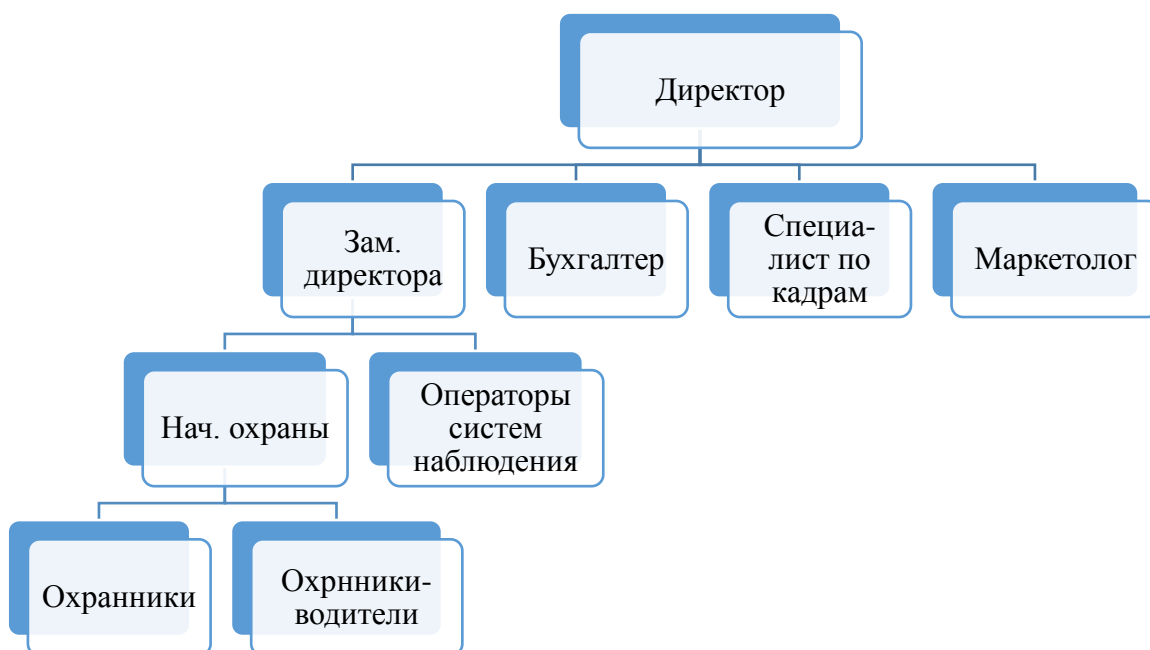 Директор
Зам.
директора
Бухгалтер
Специа-
лист по
кадрам
Маркетолог
Нач. охраны
Операторы
систем
наблюдения
Охранники
Охрнники-
водители